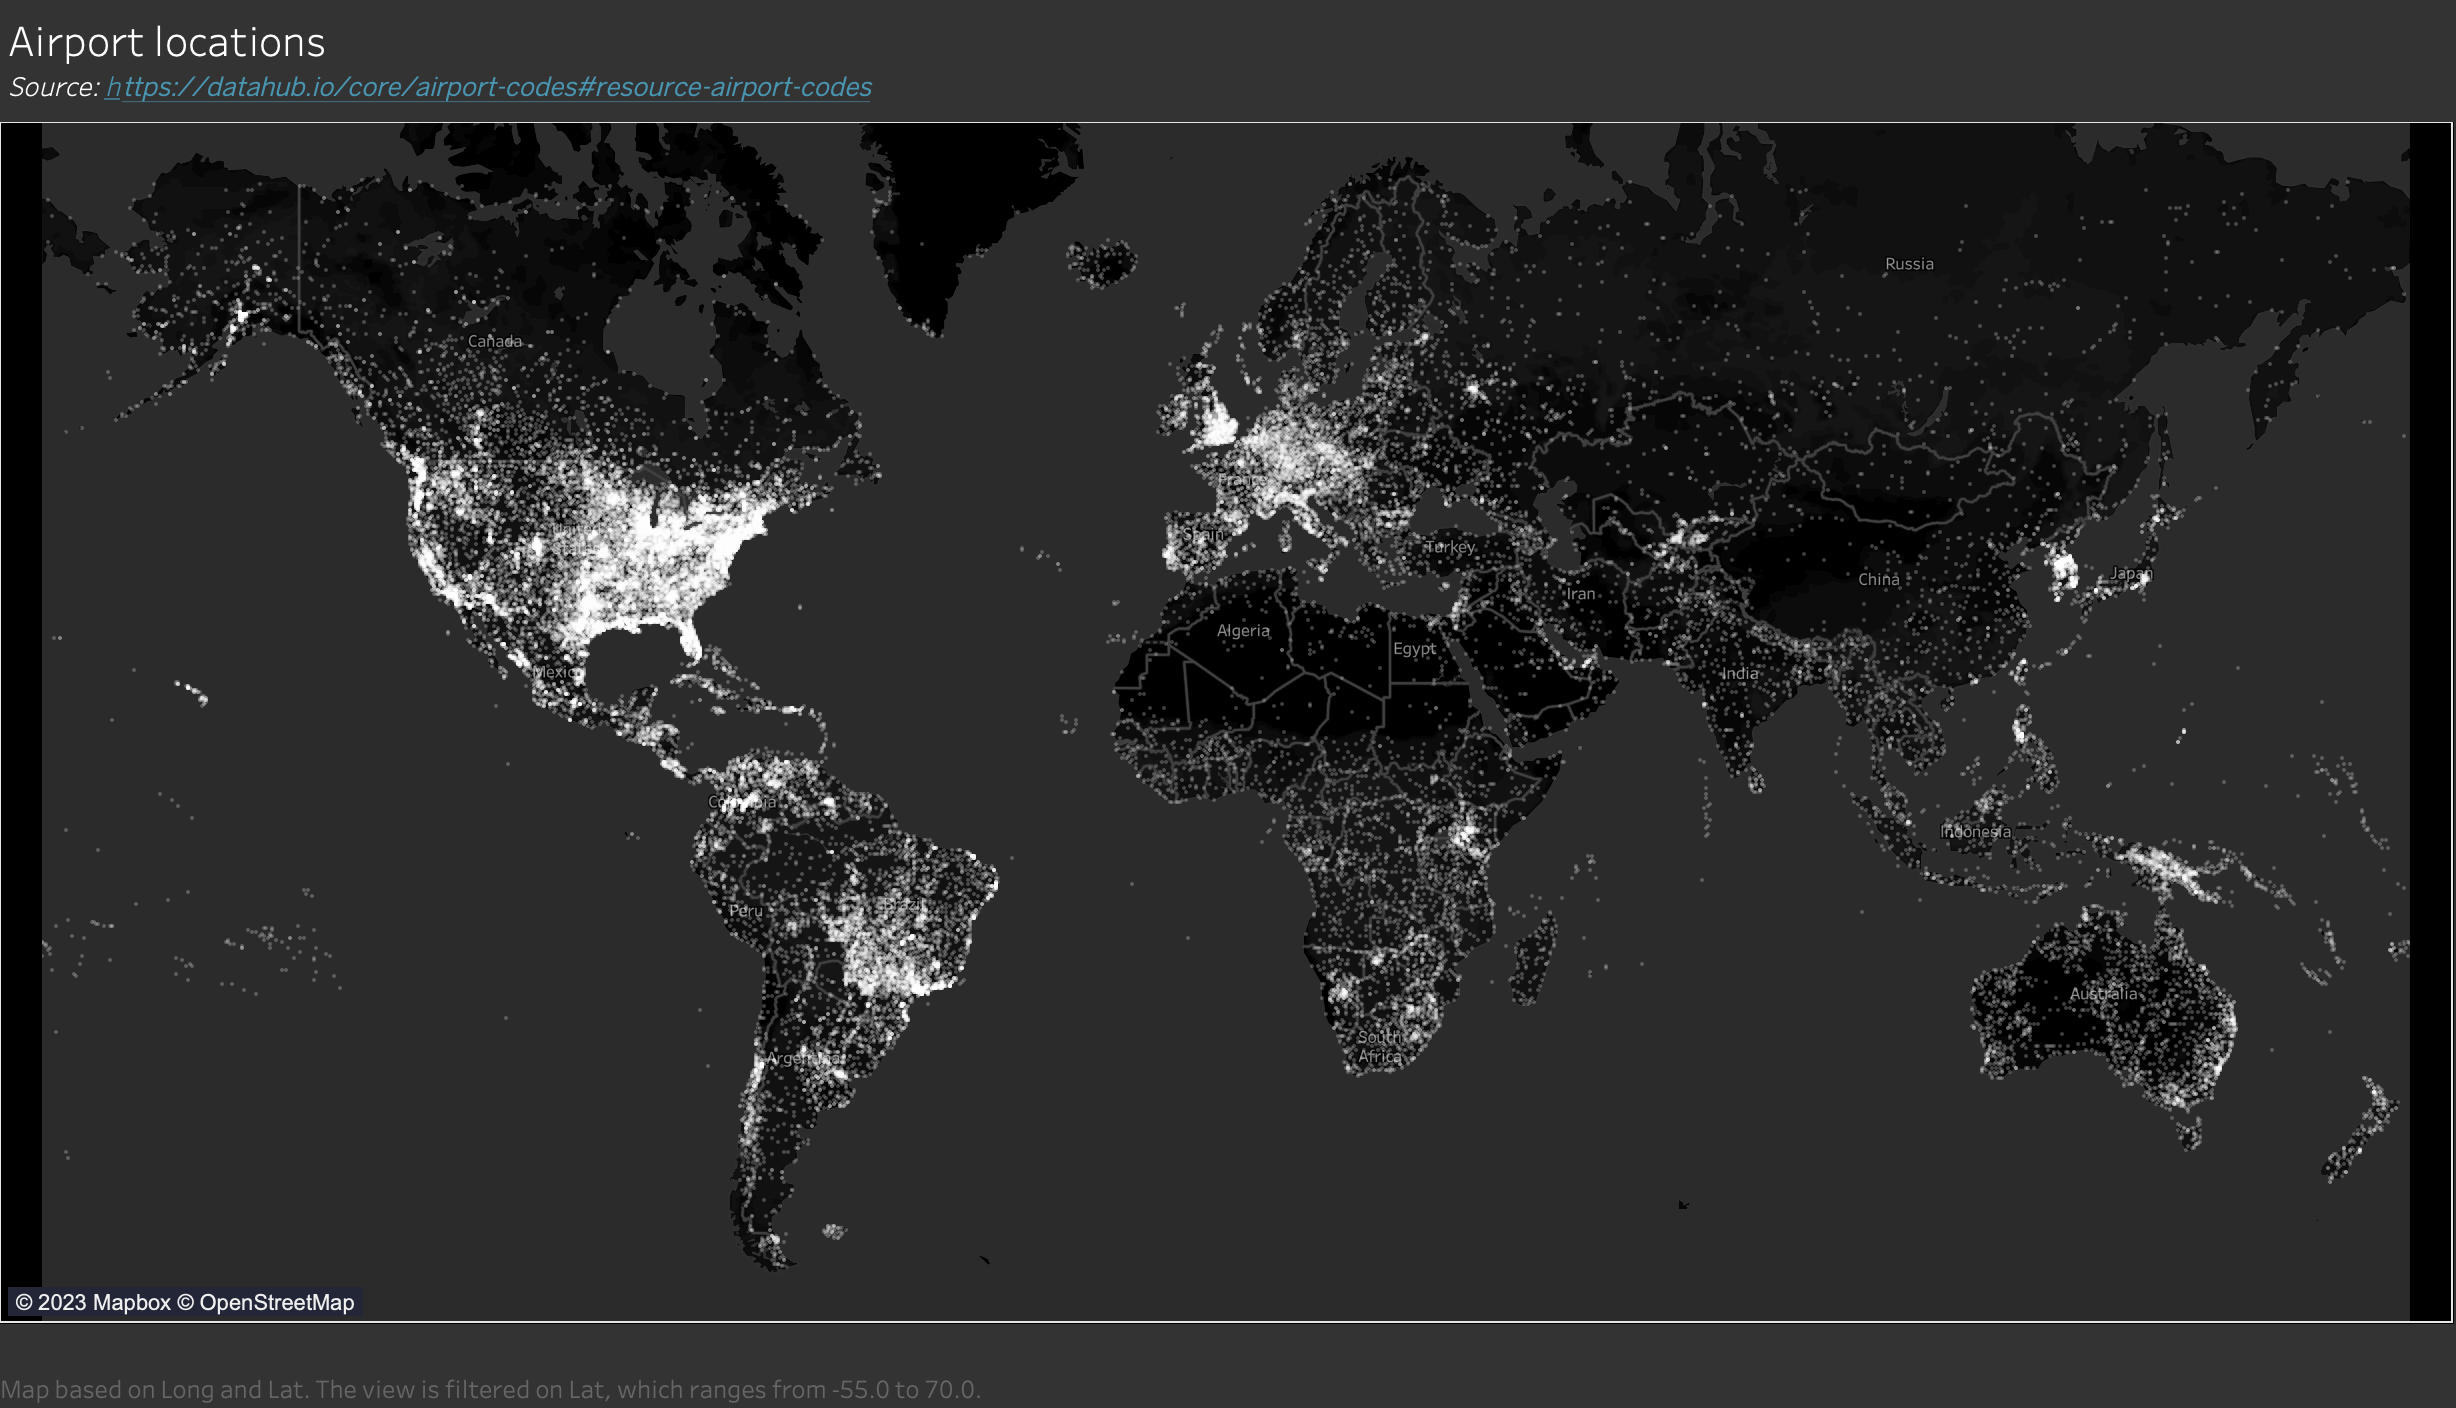 Airport locations
Source: https://datahub.io/core/airport-codes#resource-airport-codes
Russia
Canada
France
United
States
Spain
Turkey
Japan
China
Iran
Algeria
Egypt
Mexico
India
Colombia
Indonesia
Brazil
Peru
Australia
South
Africa
Argentina
© 2023 Mapbox © OpenStreetMap
Map based on Long and Lat. The view is filtered on Lat, which ranges from -55.0 to 70.0.